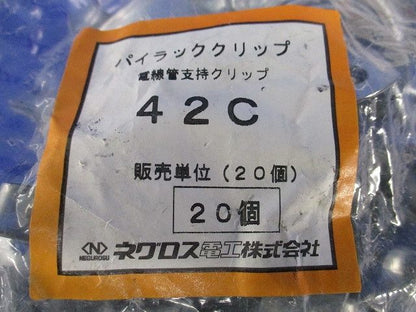 パイラッククリップ
電線管支持クリップ
42C
販売単位(20個)
20個
N NEGUROSU ネグロス電工株式会社